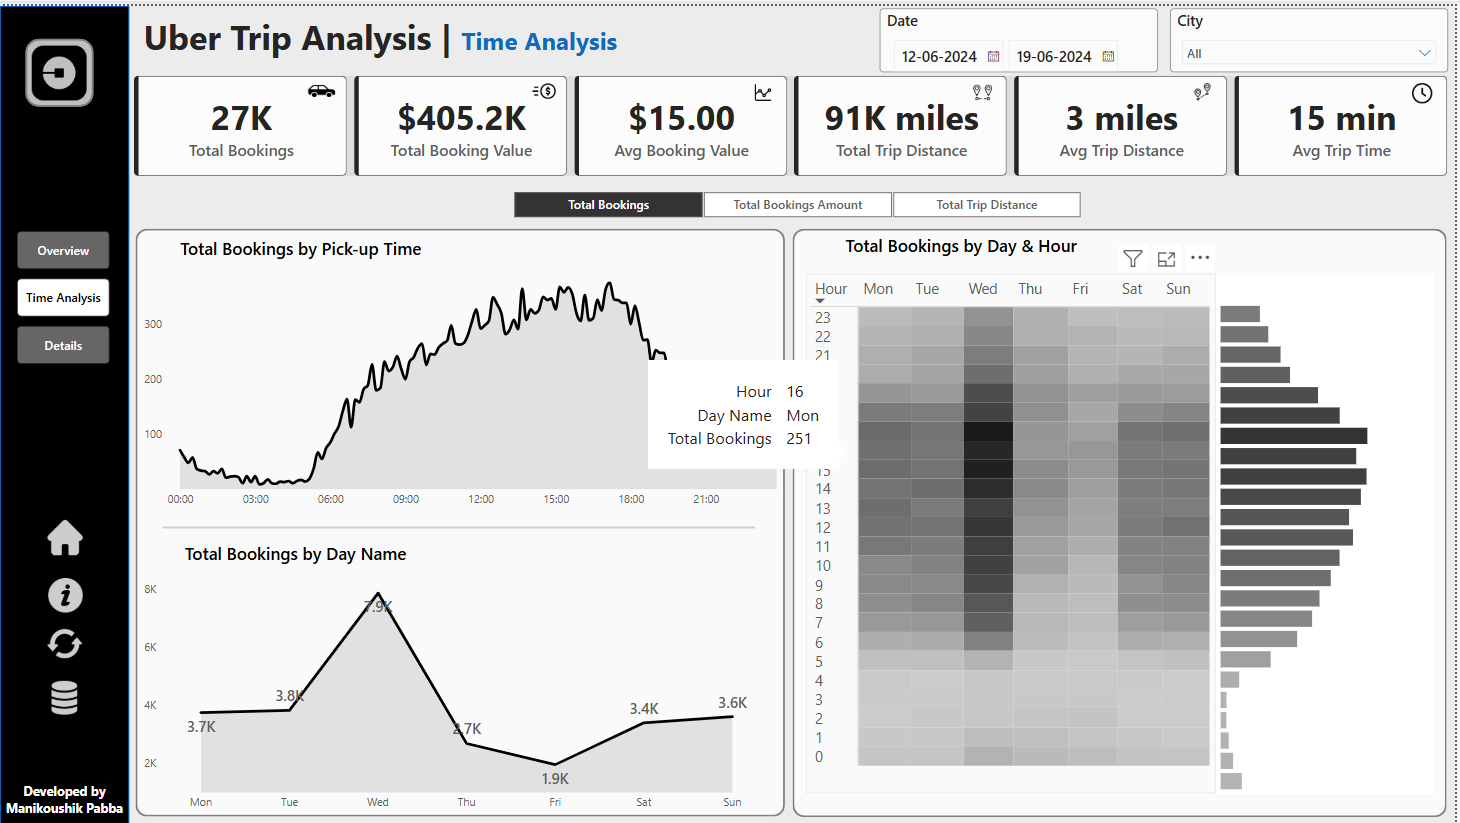 Uber Trip Analysis | Time Analysis
Date
12-06-2024 19-06-2024
City
All
27K
Total Bookings
$405.2K
Total Booking Value
$15.00
Avg Booking Value
91K miles
Total Trip Distance
3 miles
Avg Trip Distance
15 min
Avg Trip Time
Overview
Time Analysis
Details
Developed by
Manikoushik Pabba
Total Bookings Total Bookings Amount Total Trip Distance
Total Bookings by Pick-up Time
300
200
100
00:00 03:00 06:00 09:00 12:00 15:00 18:00 21:00
Hour 16
Day Name Mon
Total Bookings 251
Total Bookings by Day Name
8K
6K
4K
2K
3.7K 3.8K 7.9K 2.7K 1.9K 3.4K 3.6K
Mon Tue Wed Thu Fri Sat Sun
Total Bookings by Day & Hour
Hour Mon Tue Wed Thu Fri Sat Sun
23
22
21
15
14
13
12
11
10
9
8
7
6
5
4
3
2
1
0